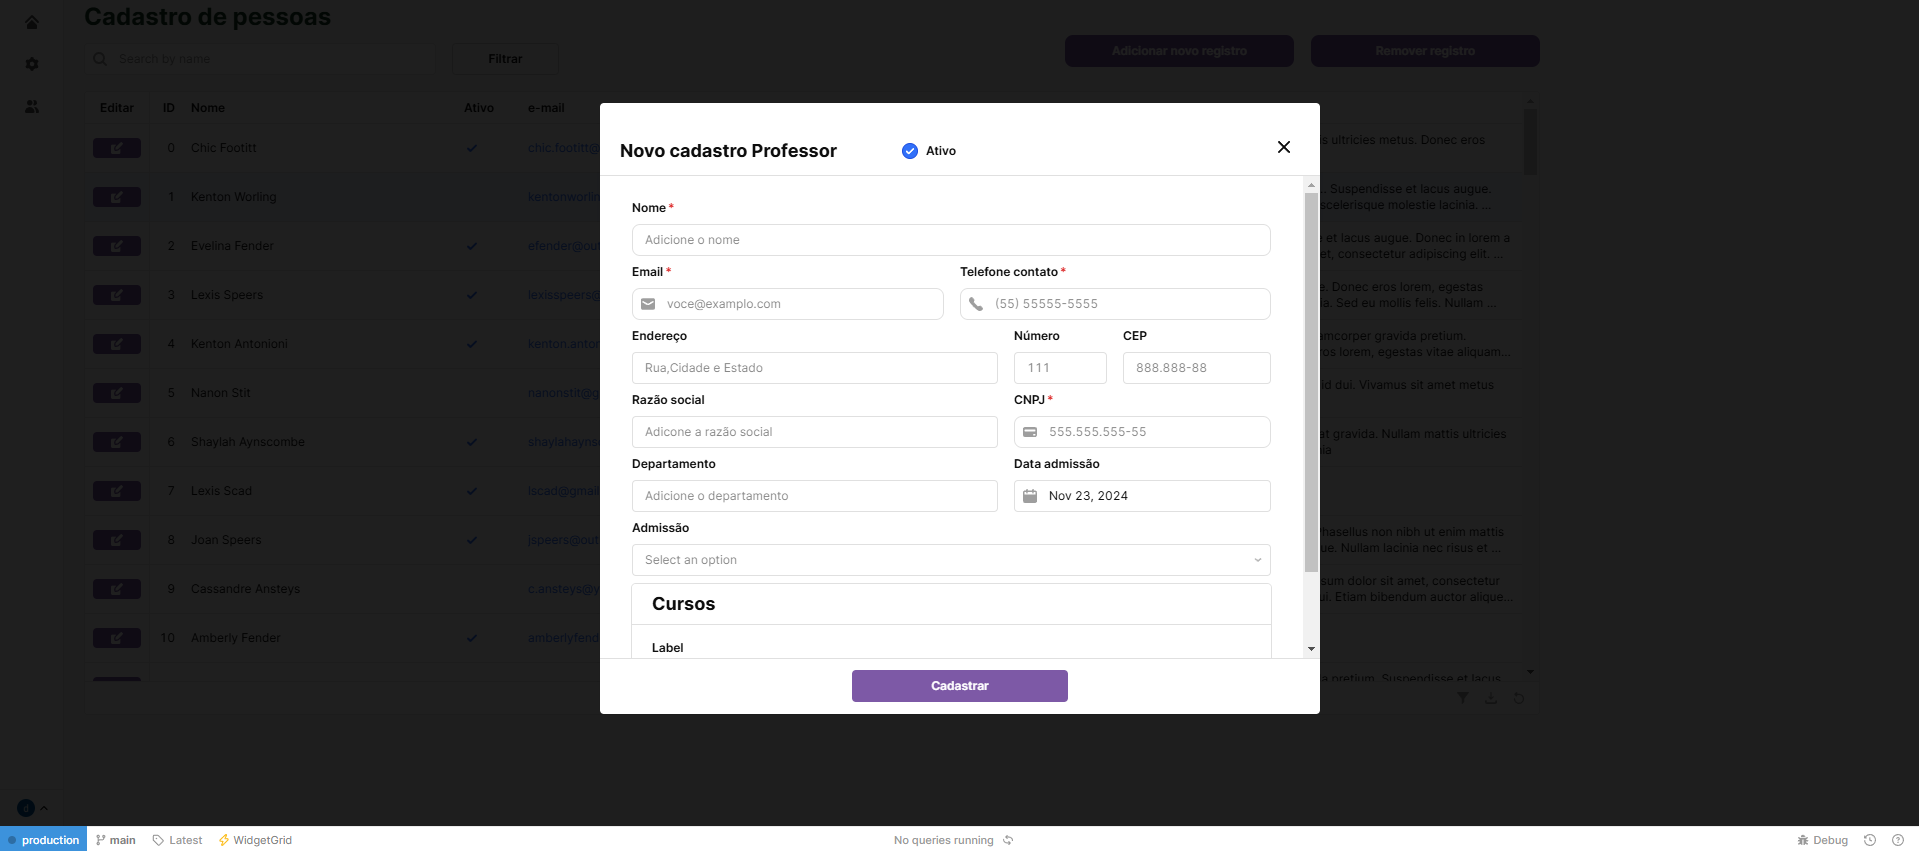 Cadastro de pessoas
Search by name
Filtrar
Adicionar novo registro
Remover registro
Editar ID Nome Ativo e-mail
0 Chic Footitt chic.footitt@
s ultricies metus. Donec eros
1 Kenton Worling kentonworlin
. Suspendisse et lacus augue.
scelerisque molestie lacinia. ...
2 Evelina Fender efender@out
et lacus augue. Donec in lorem a
et, consectetur adipiscing elit. ...
3 Lexis Speers lexisspeers@
e. Donec eros lorem, egestas
ia. Sed eu mollis felis. Nullam ...
4 Kenton Antonioni kenton.anton
amcorper gravida pretium.
ros lorem, egestas vitae aliquam...
5 Nanon Stit nanonstit@g
id dui. Vivamus sit amet metus
6 Shaylah Aynscombe shaylahayns
et gravida. Nullam mattis ultricies
ia
7 Lexis Scad lscad@gmail
8 Joan Speers jspeers@out
Phasellus non nibh ut enim mattis
ue. Nullam lacinia nec risus et ...
9 Cassandre Ansteys c.ansteys@y
sum dolor sit amet, consectetur
ui. Etiam bibendum auctor alique...
10 Amberly Fender amberlyfend
a pretium. Suspendisse et lacus
Novo cadastro Professor
Ativo
Nome *
Adicione o nome
Email * Telefone contato *
voce@examplo.com (55) 55555-5555
Endereço Número CEP
Rua,Cidade e Estado 111 888.888-88
Razão social CNPJ *
Adicone a razão social 555.555.555-55
Departamento Data admissão
Adicione o departamento Nov 23, 2024
Admissão
Select an option
Cursos
Label
Cadastrar
production main Latest WidgetGrid No queries running Debug